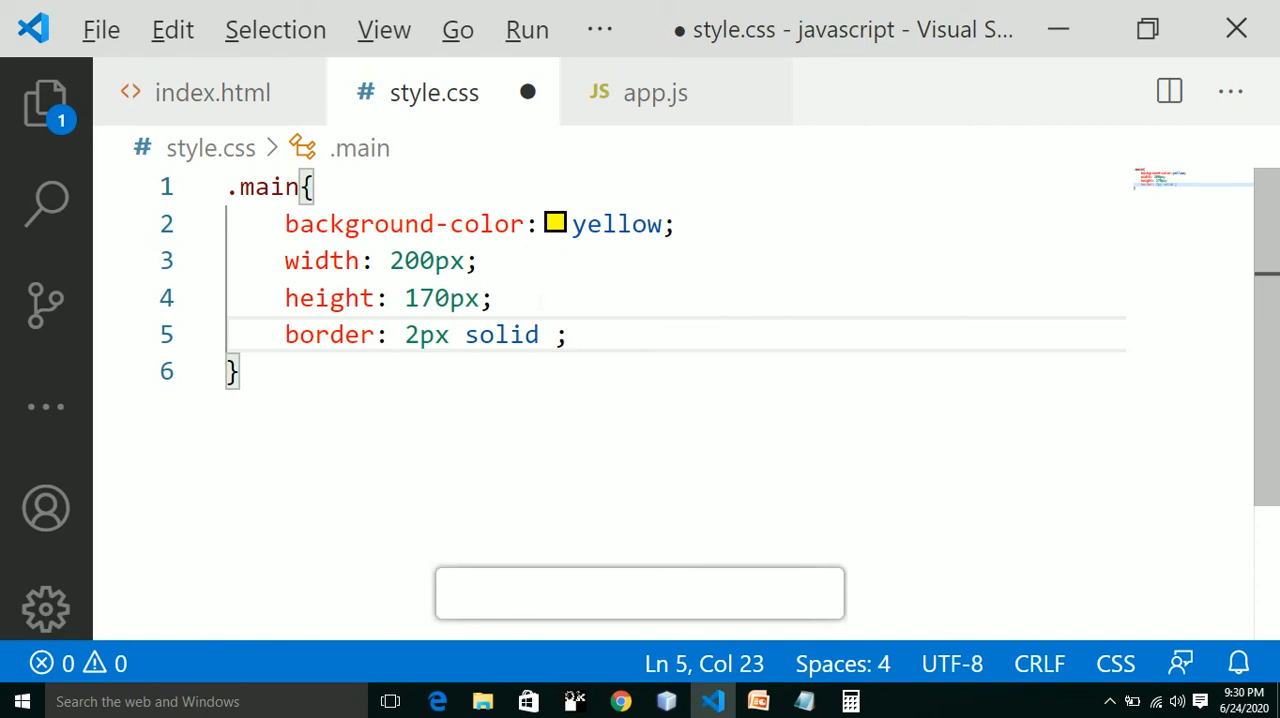 File Edit Selection View Go Run ··· ● style.css - javascript - Visual S...
<> index.html # style.css ● JS app.js ···
# style.css > .main
1 .main{
2 background-color: yellow;
3 width: 200px;
4 height: 170px;
5 border: 2px solid ;
6 }
1
0 0 Ln 5, Col 23 Spaces: 4 UTF-8 CRLF CSS
Search the web and Windows
9:30 PM
6/24/2020